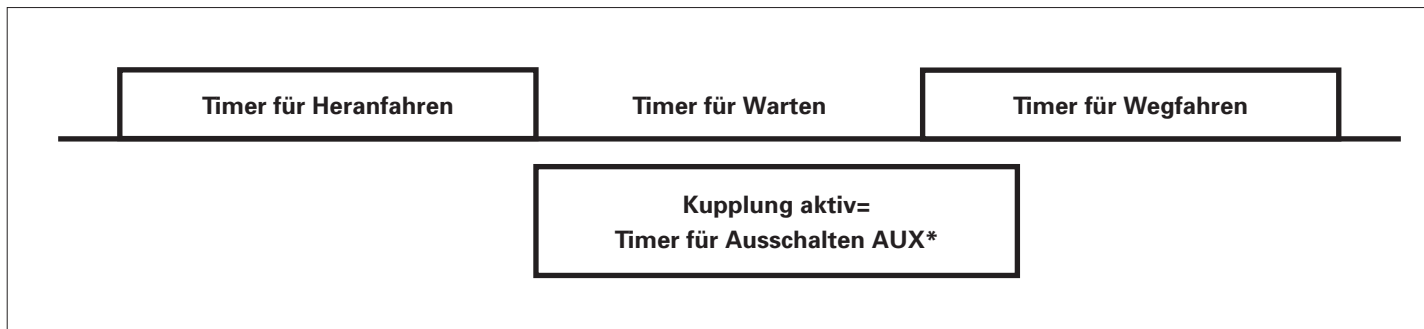 Timer für Heranfahren
Timer für Warten
Timer für Wegfahren
Kupplung aktiv=
Timer für Ausschalten AUX*